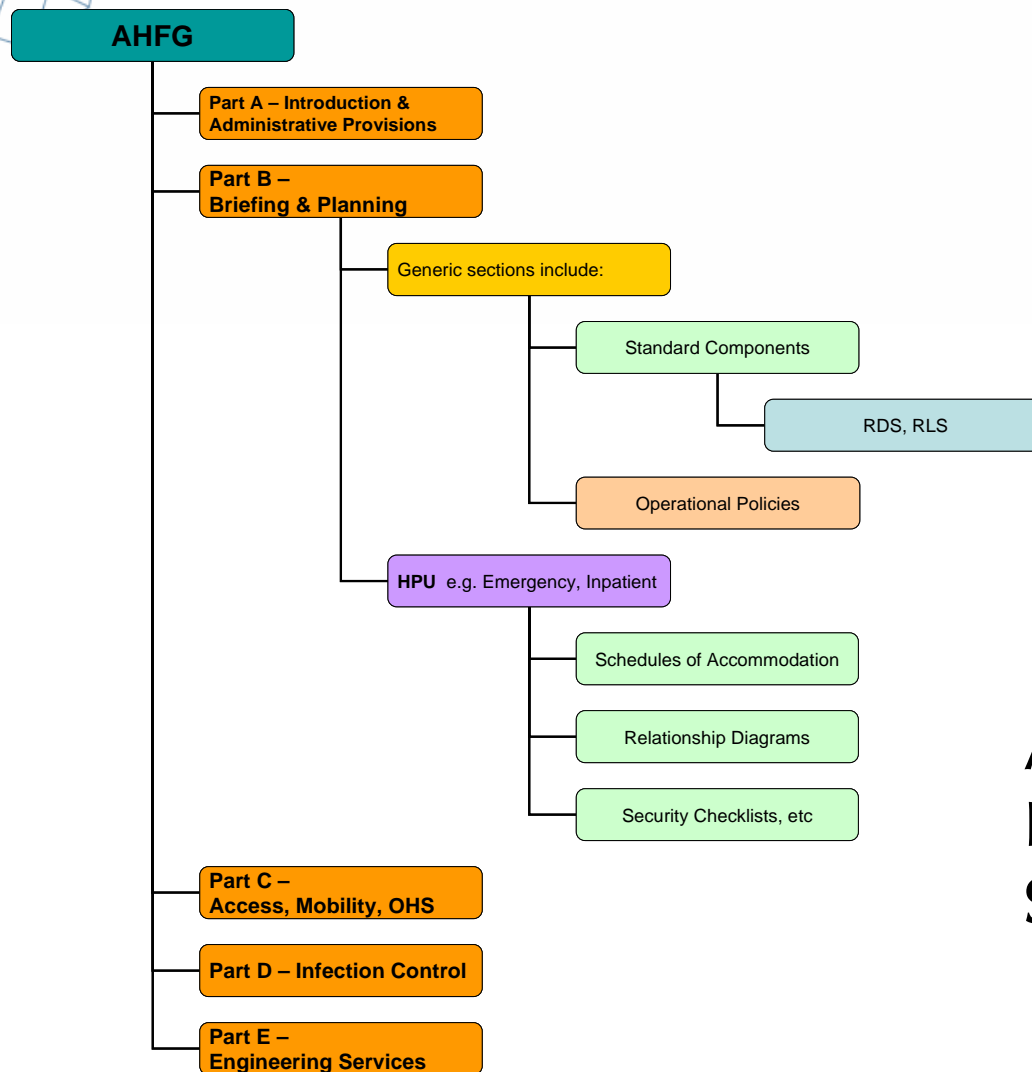 AHFG
Part A – Introduction &
Administrative Provisions
Part B –
Briefing & Planning
Generic sections include:
Standard Components
RDS, RLS
Operational Policies
HPU e.g. Emergency, Inpatient
Schedules of Accommodation
Relationship Diagrams
Security Checklists, etc
Part C –
Access, Mobility, OHS
Part D – Infection Control
Part E –
Engineering Services